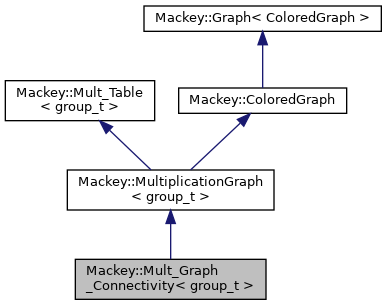 Mackey::Graph< ColoredGraph >
Mackey::Mult_Table
< group_t >
Mackey::ColoredGraph
Mackey::MultiplicationGraph
< group_t >
Mackey::Mult_Graph
_Connectivity< group_t >